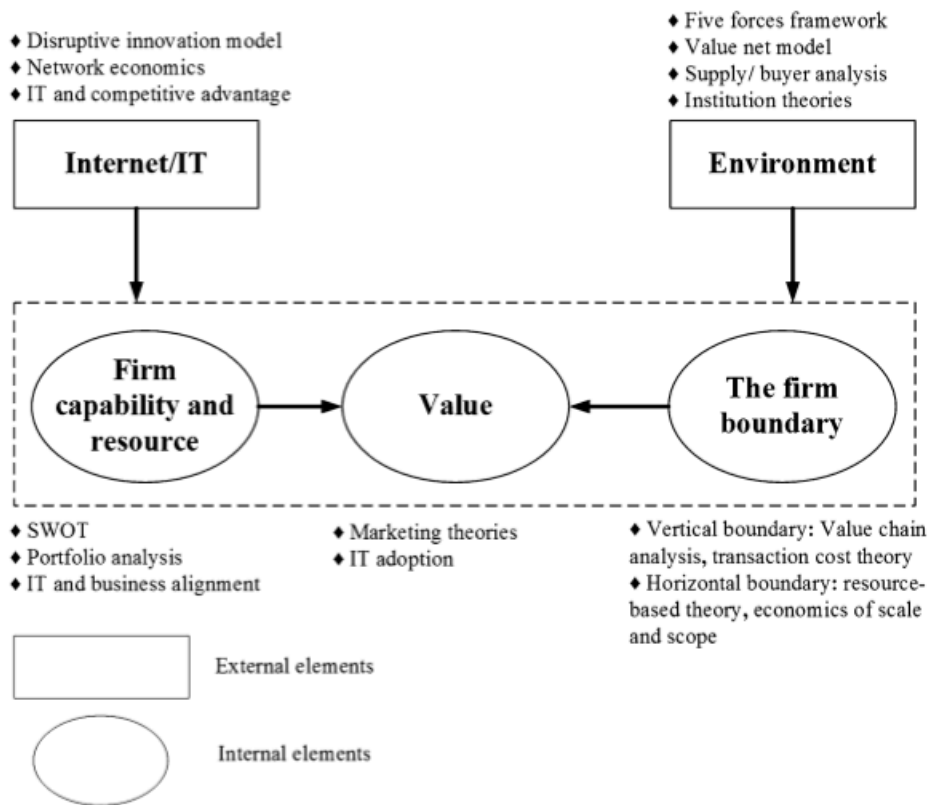 ♦ Disruptive innovation model
♦ Network economics
♦ IT and competitive advantage
♦ Five forces framework
♦ Value net model
♦ Supply/ buyer analysis
♦ Institution theories
Internet/IT
Environment
Firm
capability and
resource
Value
The firm
boundary
♦ SWOT
♦ Portfolio analysis
♦ IT and business alignment
♦ Marketing theories
♦ IT adoption
♦ Vertical boundary: Value chain
analysis, transaction cost theory
♦ Horizontal boundary: resource-
based theory, economics of scale
and scope
External elements
Internal elements